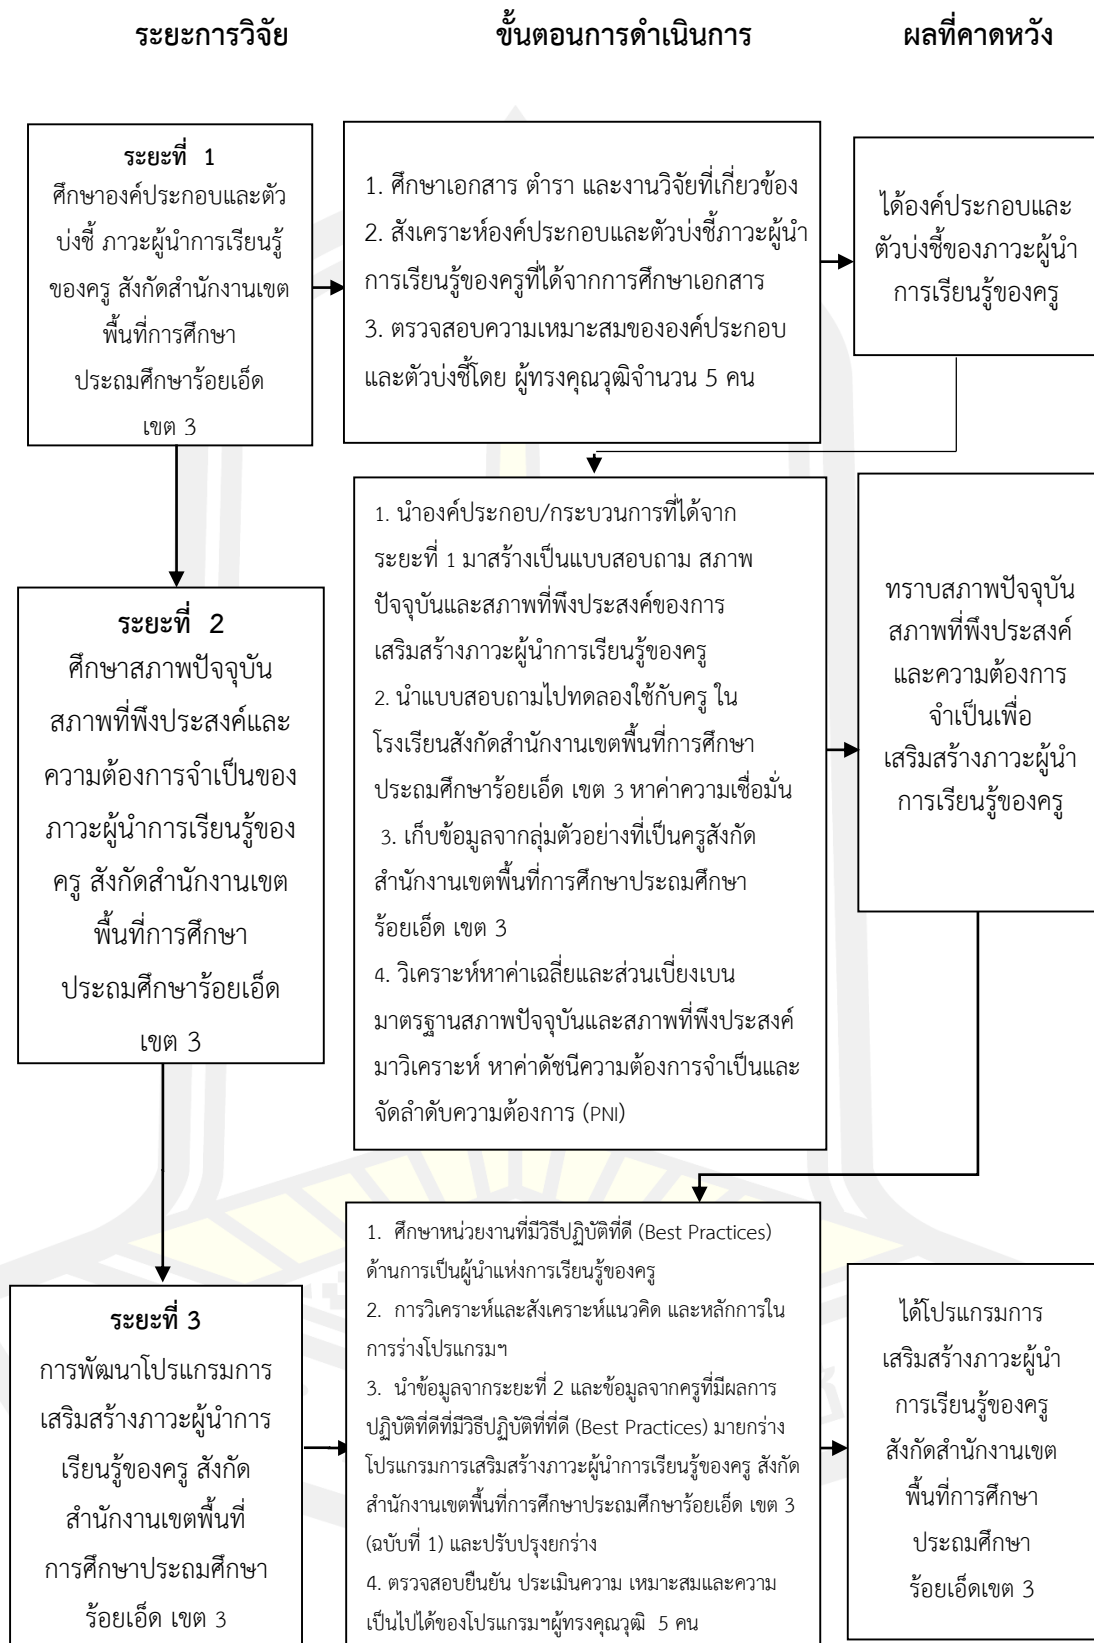 ระยะการวิจัย
ขั้นตอนการดำเนินการ
ผลที่คาดหวัง
ระยะที่ 1
ศึกษาองค์ประกอบและตัว
บ่งชี้ ภาวะผู้นำการเรียนรู้
ของครู สังกัดสำนักงานเขต
พื้นที่การศึกษา
ประถมศึกษาร้อยเอ็ด
เขต 3
1. ศึกษาเอกสาร ตำรา และงานวิจัยที่เกี่ยวข้อง
2. สังเคราะห์องค์ประกอบและตัวบ่งชี้ภาวะผู้นำ
การเรียนรู้ของครูที่ได้จากการศึกษาเอกสาร
3. ตรวจสอบความเหมาะสมขององค์ประกอบ
และตัวบ่งชี้โดย ผู้ทรงคุณวุฒิจำนวน 5 คน
ได้องค์ประกอบและ
ตัวบ่งชี้ของภาวะผู้นำ
การเรียนรู้ของครู
ระยะที่ 2
ศึกษาสภาพปัจจุบัน
สภาพที่พึงประสงค์และ
ความต้องการจำเป็นของ
ภาวะผู้นำการเรียนรู้ของ
ครู สังกัดสำนักงานเขต
พื้นที่การศึกษา
ประถมศึกษาร้อยเอ็ด
เขต 3
1. นำองค์ประกอบ/กระบวนการที่ได้จาก
ระยะที่ 1 มาสร้างเป็นแบบสอบถาม สภาพ
ปัจจุบันและสภาพที่พึงประสงค์ของการ
เสริมสร้างภาวะผู้นำการเรียนรู้ของครู
2. นำแบบสอบถามไปทดลองใช้กับครู ใน
โรงเรียนสังกัดสำนักงานเขตพื้นที่การศึกษา
ประถมศึกษาร้อยเอ็ด เขต 3 หาค่าความเชื่อมั่น
3. เก็บข้อมูลจากลุ่มตัวอย่างที่เป็นครูสังกัด
สำนักงานเขตพื้นที่การศึกษาประถมศึกษา
ร้อยเอ็ด เขต 3
4. วิเคราะห์หาค่าเฉลี่ยและส่วนเบี่ยงเบน
มาตรฐานสภาพปัจจุบันและสภาพที่พึงประสงค์
มาวิเคราะห์ หาค่าดัชนีความต้องการจำเป็นและ
จัดลำดับความต้องการ (PNI)
ทราบสภาพปัจจุบัน
สภาพที่พึงประสงค์
และความต้องการ
จำเป็นเพื่อ
เสริมสร้างภาวะผู้นำ
การเรียนรู้ของครู
ระยะที่ 3
การพัฒนาโปรแกรมการ
เสริมสร้างภาวะผู้นำการ
เรียนรู้ของครู สังกัด
สำนักงานเขตพื้นที่
การศึกษาประถมศึกษา
ร้อยเอ็ด เขต 3
1. ศึกษาหน่วยงานที่มีวิธีปฏิบัติที่ดี (Best Practices)
ด้านการเป็นผู้นำแห่งการเรียนรู้ของครู
2. การวิเคราะห์และสังเคราะห์แนวคิด และหลักการใน
การร่างโปรแกรมฯ
3. นำข้อมูลจากระยะที่ 2 และข้อมูลจากครูที่มีผลการ
ปฏิบัติที่ดีที่มีวิธีปฏิบัติที่ที่ดี (Best Practices) มายกร่าง
โปรแกรมการเสริมสร้างภาวะผู้นำการเรียนรู้ของครู สังกัด
สำนักงานเขตพื้นที่การศึกษาประถมศึกษาร้อยเอ็ด เขต 3
(ฉบับที่ 1) และปรับปรุงยกร่าง
4. ตรวจสอบยืนยัน ประเมินความ เหมาะสมและความ
เป็นไปได้ของโปรแกรมฯผู้ทรงคุณวุฒิ 5 คน
ได้โปรแกรมการ
เสริมสร้างภาวะผู้นำ
การเรียนรู้ของครู
สังกัดสำนักงานเขต
พื้นที่การศึกษา
ประถมศึกษา
ร้อยเอ็ดเขต 3